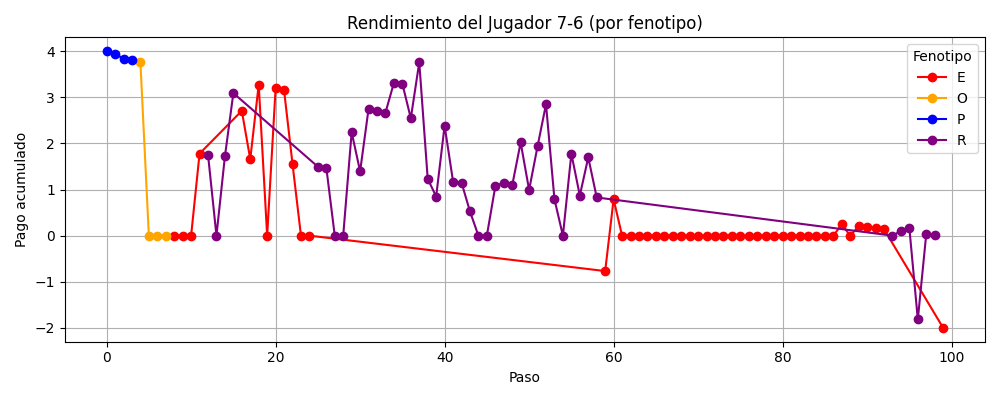 Rendimiento del Jugador 7-6 (por fenotipo)
Pago acumulado
4
3
2
1
0
−1
−2
Fenotipo
E
O
P
R
0 20 40 60 80 100
Paso